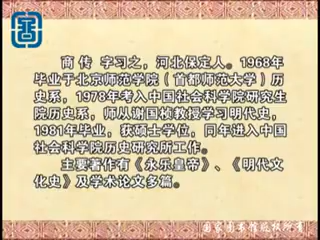 商 传 字习之，河北保定人。1968年
毕业于北京师范学院（首都师范大学）历
史系，1978年考入中国社会科学院研究生
院历史系，师从谢国桢教授学习明代史，
1981年毕业，获硕士学位，同年进入中国
社会科学院历史研究所工作。
主要著作有《永乐皇帝》、《明代文
化史》及学术论文多篇。
国家图书馆版权所有